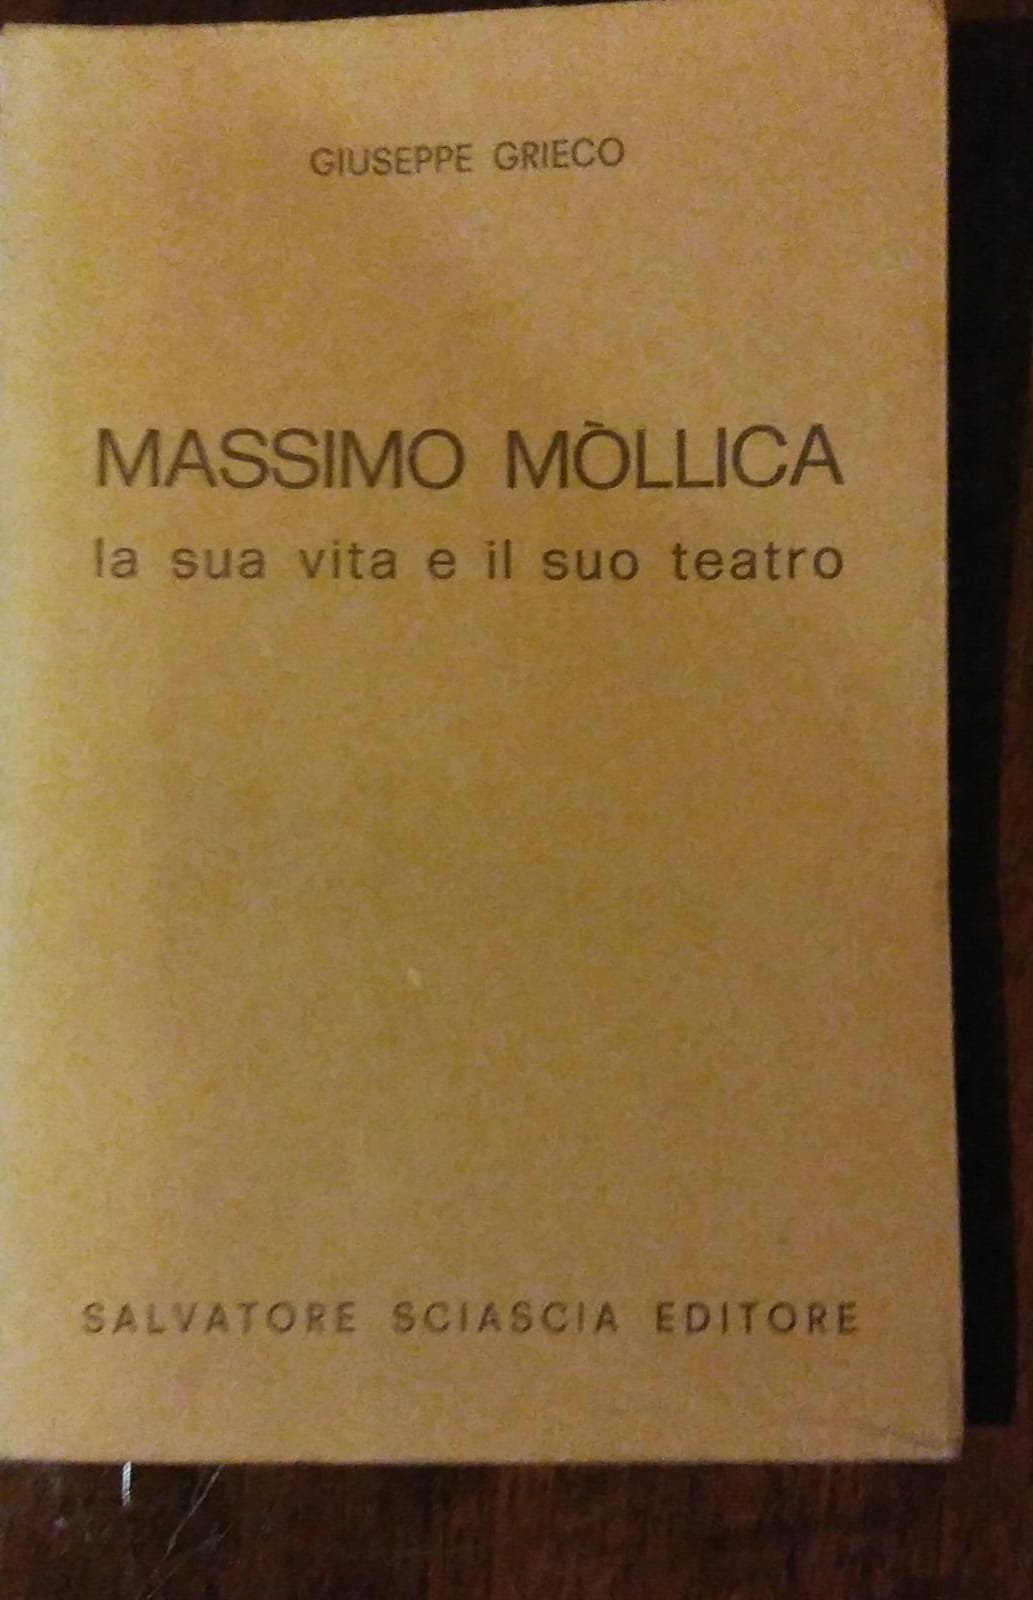 GIUSEPPE GRIECO
MASSIMO MÒLLICA
la sua vita e il suo teatro
SALVATORE SCIASCIA EDITORE